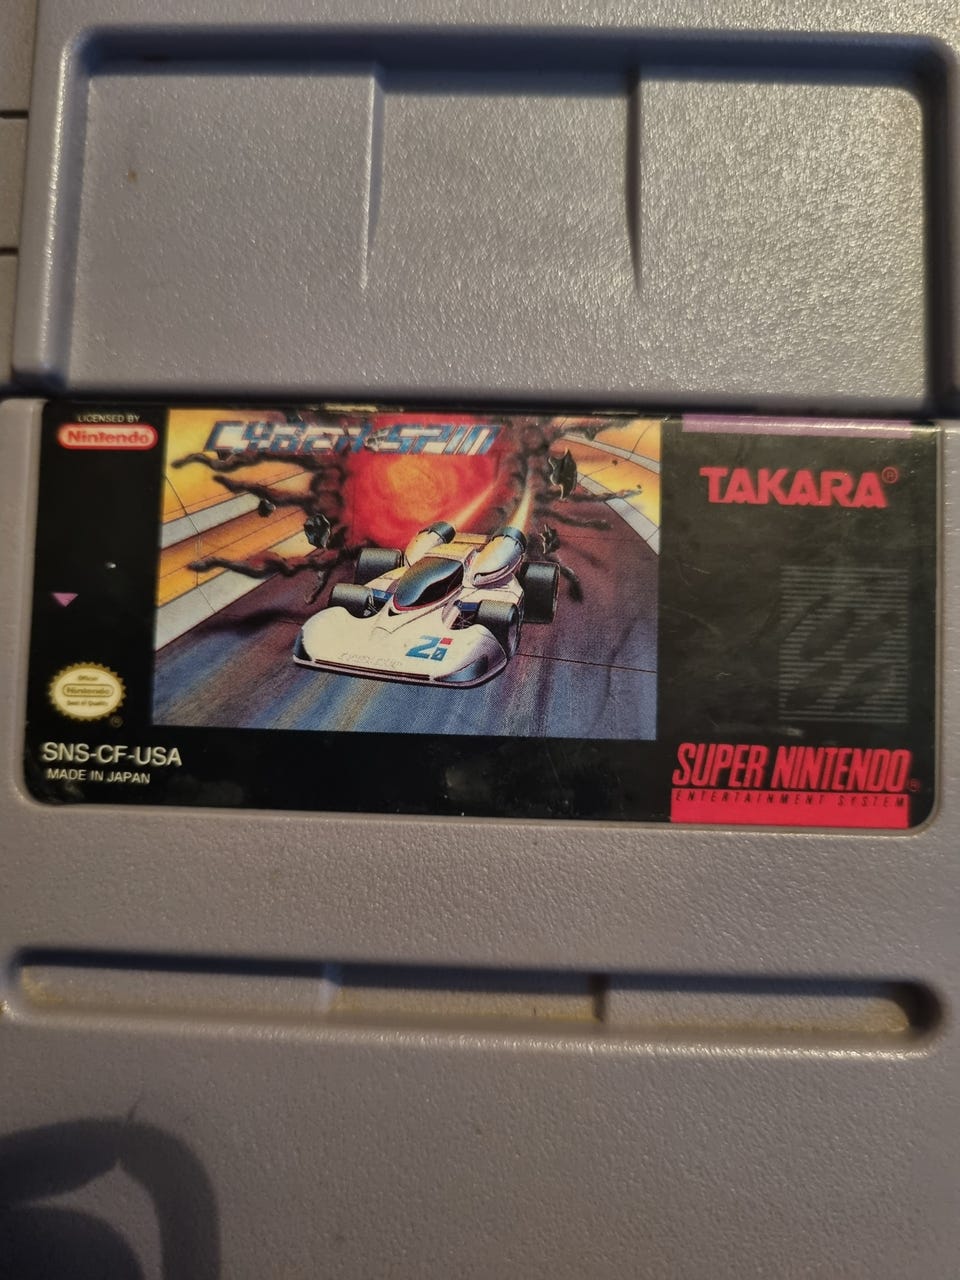 LICENSED BY
Nintendo®
CYBER SPIN
TAKARA®
2
Official
Nintendo
Seal of Quality
®
SNS-CF-USA
MADE IN JAPAN
SUPER NINTENDO®
ENTERTAINMENT SYSTEM